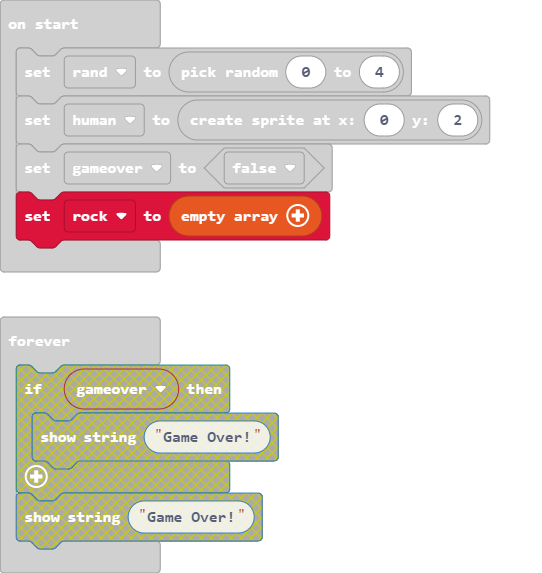 on start
set rand to pick random 0 to 4
set human to create sprite at x: 0 y: 2
set gameover to false
set rock to empty array
forever
if gameover then
show string "Game Over!"
show string "Game Over!"